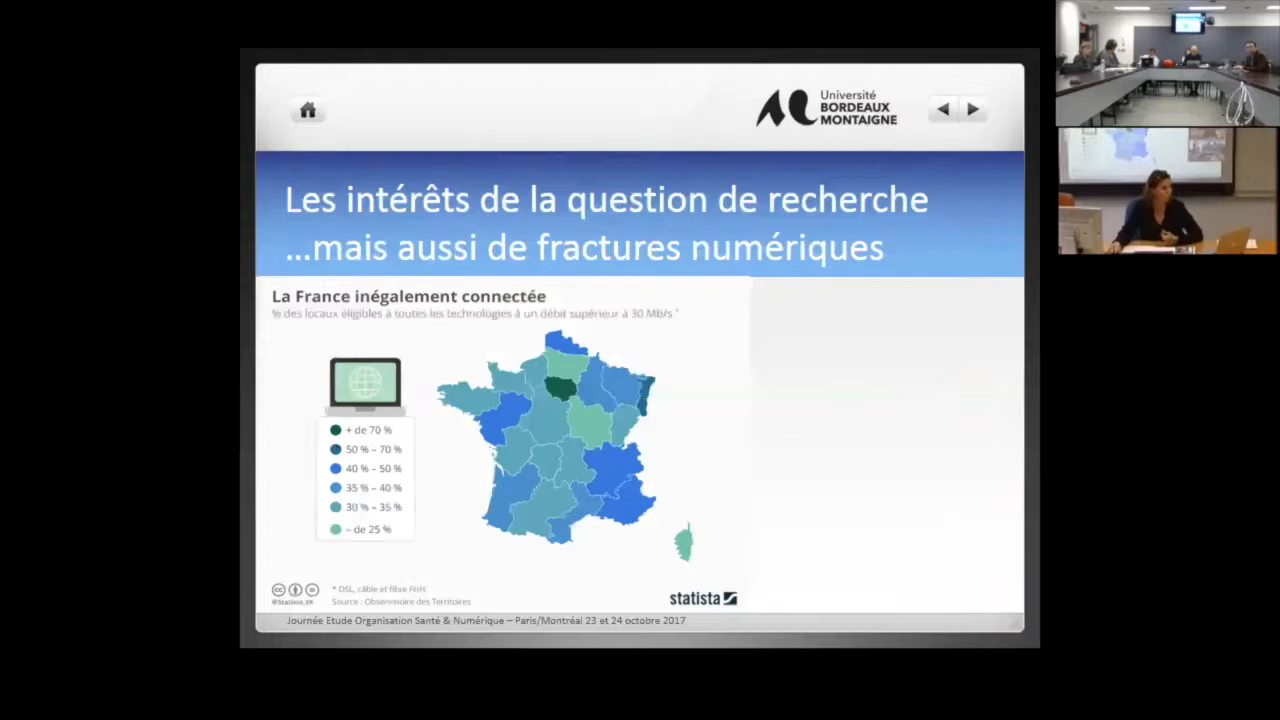 Université
BORDEAUX
MONTAIGNE
Les intérêts de la question de recherche
...mais aussi de fractures numériques
La France inégalement connectée
% des locaux éligibles à toutes les technologies à un débit supérieur à 30 Mb/s *
+ de 70 %
50 % – 70 %
40 % – 50 %
35 % – 40 %
30 % – 35 %
– de 25 %
* DSL, câble et fibre FttH
@Statista_FR
Source : Observatoire des Territoires
statista
Journée Etude Organisation Santé & Numérique – Paris/Montréal 23 et 24 octobre 2017